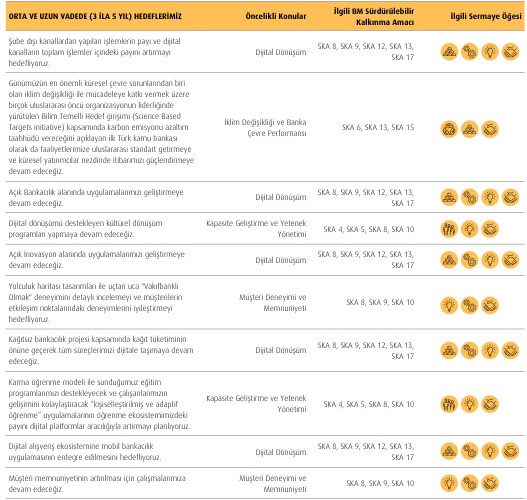 ORTA VE UZUN VADEDE (3 İLA 5 YIL) HEDEFLERİMİZ
Öncelikli Konular
İlgili BM Sürdürülebilir
Kalkınma Amacı
İlgili Sermaye Öğesi
Şube dışı kanallardan yapılan işlemlerin payı ve dijital
kanalların toplam işlemler içindeki payını artırmayı
hedefliyoruz.
Dijital Dönüşüm
SKA 8, SKA 9, SKA 12, SKA 13,
SKA 17
Günümüzün en önemli küresel çevre sorunlarından biri
olan iklim değişikliği ile mücadeleye katkı vermek üzere
birçok uluslararası öncü organizasyonun liderliğinde
yürütülen Bilim Temelli Hedef girişimi (Science Based
Targets initiative) kapsamında karbon emisyonu azaltım
taahhüdü vereceğini açıklayan ilk Türk kamu bankası
olarak da faaliyetlerimize uluslararası standart getirmeye
ve küresel yatırımcılar nezdinde itibarımızı güçlendirmeye
devam edeceğiz.
İklim Değişikliği ve Banka
Çevre Performansı
SKA 6, SKA 13, SKA 15
Açık Bankacılık alanında uygulamalarımızı geliştirmeye
devam edeceğiz.
Dijital Dönüşüm
SKA 8, SKA 9, SKA 12, SKA 13,
SKA 17
Dijital dönüşümü destekleyen kültürel dönüşüm
programları yapmaya devam edeceğiz.
Kapasite Geliştirme ve Yetenek
Yönetimi
SKA 4, SKA 5, SKA 8, SKA 10
Açık İnovasyon alanında uygulamalarımızı geliştirmeye
devam edeceğiz.
Dijital Dönüşüm
SKA 8, SKA 9, SKA 12, SKA 13,
SKA 17
Yolculuk haritası tasarımları ile uçtan uca "Vakıfbanklı
Olmak" deneyimini detaylı incelemeyi ve müşterilerin
etkileşim noktalarındaki deneyimlerini iyileştirmeyi
hedefliyoruz.
Müşteri Deneyimi ve
Memnuniyeti
SKA 8, SKA 9, SKA 10
Kağıtsız bankacılık projesi kapsamında kağıt tüketiminin
önüne geçerek tüm süreçlerimizi dijitale taşımaya devam
edeceğiz.
Dijital Dönüşüm
SKA 8, SKA 9, SKA 12, SKA 13,
SKA 17
Karma öğrenme modeli ile sunduğumuz eğitim
programlarımızı destekleyecek ve çalışanlarımızın
gelişimini kolaylaştıracak "kişiselleştirilmiş ve adaptif
öğrenme" uygulamalarının öğrenme ekosistemimizdeki
payını dijital platformlar aracılığıyla artırmayı planlıyoruz.
Kapasite Geliştirme ve Yetenek
Yönetimi
SKA 4, SKA 5, SKA 8, SKA 10
Dijital alışveriş ekosistemine mobil bankacılık
uygulamasının entegre edilmesini hedefliyoruz.
Dijital Dönüşüm
SKA 8, SKA 9, SKA 12, SKA 13,
SKA 17
Müşteri memnuniyetinin artırılması için çalışmalarımıza
devam edeceğiz.
Müşteri Deneyimi ve
Memnuniyeti
SKA 8, SKA 9, SKA 10